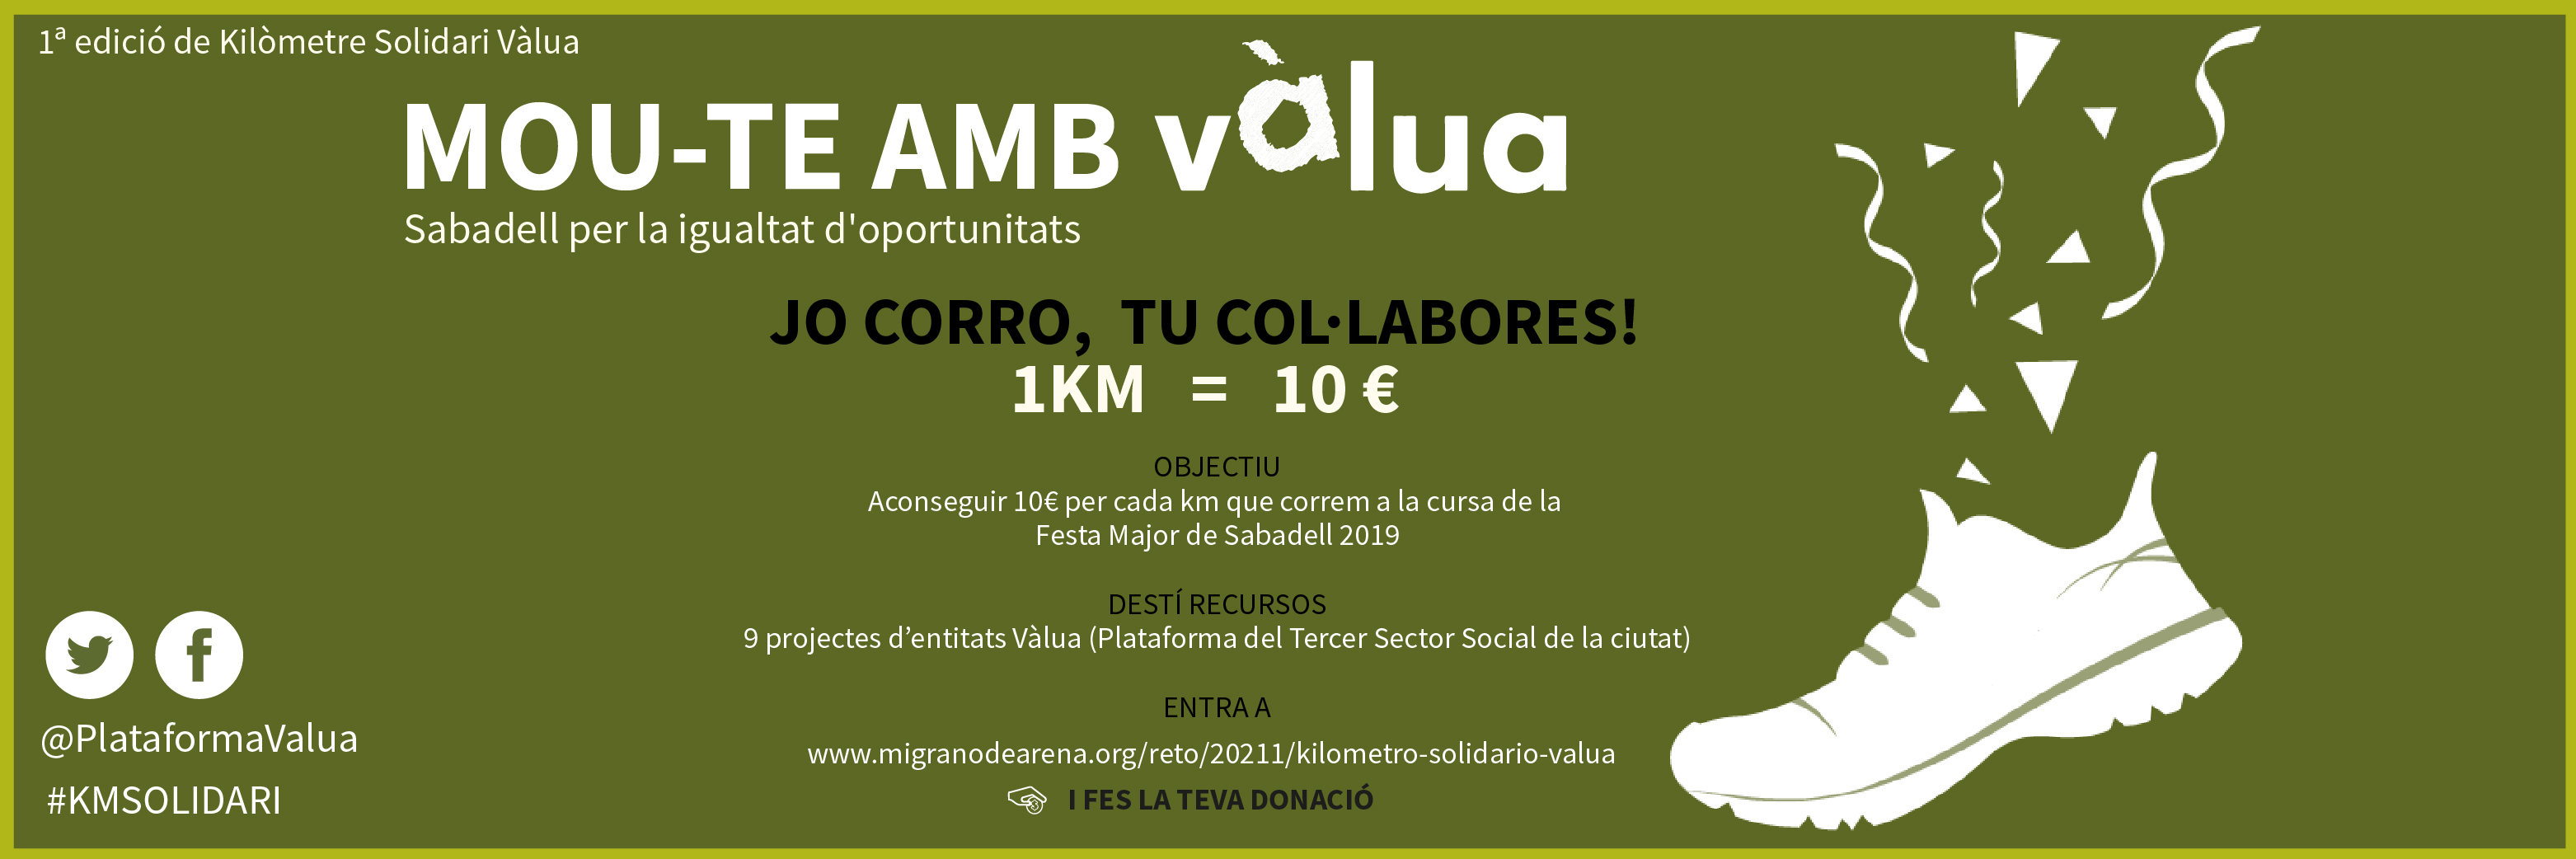 1ª edició de Kilòmetre Solidari Vàlua
MOU-TE AMB vàlua
Sabadell per la igualtat d'oportunitats
JO CORRO, TU COL·LABORES!
1KM = 10 €
OBJECTIU
Aconseguir 10€ per cada km que correm a la cursa de la
Festa Major de Sabadell 2019
DESTÍ RECURSOS
9 projectes d’entitats Vàlua (Plataforma del Tercer Sector Social de la ciutat)
ENTRA A
www.migranodearena.org/reto/20211/kilometro-solidario-valua
I FES LA TEVA DONACIÓ
@PlataformaValua
#KMSOLIDARI